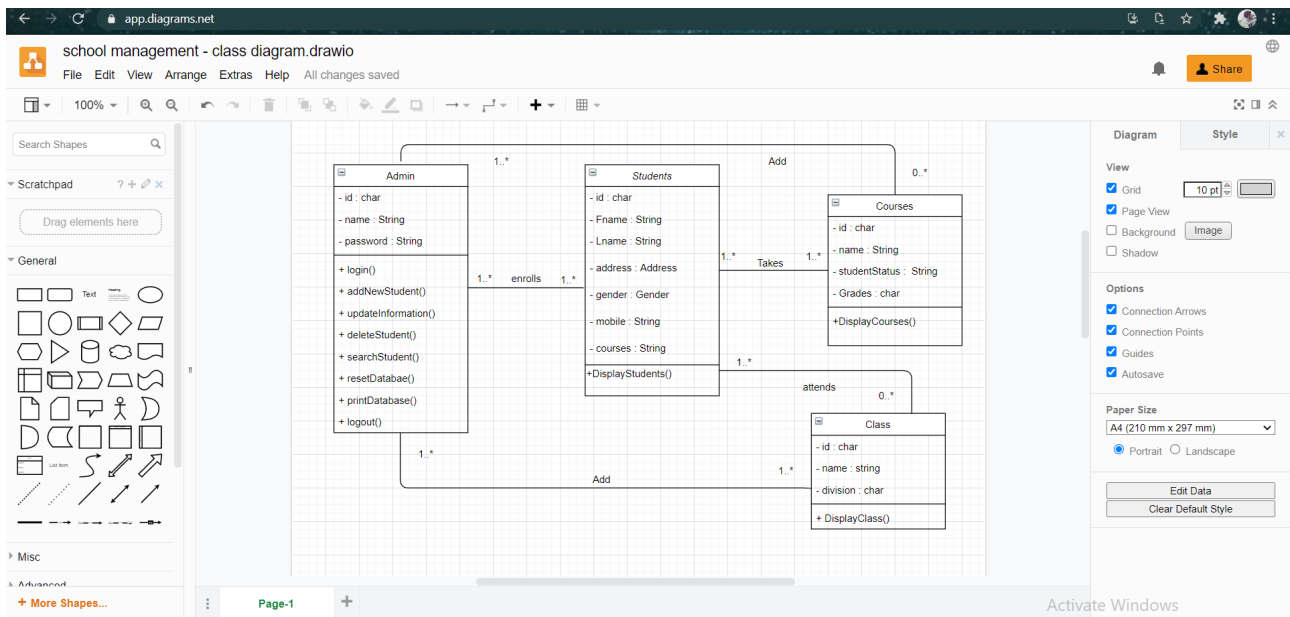 app.diagrams.net
school management - class diagram.drawio
File Edit View Arrange Extras Help All changes saved
Share
100%
Search Shapes
Scratchpad
?
Drag elements here
General
Text
Heading
List Item
Misc
Advanced
+ More Shapes...
1..* Add 0..*
Admin
- id : char
- name : String
- password : String
+ login()
+ addNewStudent()
+ updateInformation()
+ deleteStudent()
+ searchStudent()
+ resetDatabae()
+ printDatabase()
+ logout()
1..* enrolls 1..*
Students
- id : char
- Fname : String
- Lname : String
- address : Address
- gender : Gender
- mobile : String
- courses : String
+DisplayStudents()
1..* Takes 1..*
Courses
- id : char
- name : String
- studentStatus : String
- Grades : char
+DisplayCourses()
1..*
attends
0..*
Class
- id : char
- name : string
- division : char
+ DisplayClass()
1..* Add 1..*
Page-1
Diagram Style
View
Grid 10 pt
Page View
Background Image
Shadow
Options
Connection Arrows
Connection Points
Guides
Autosave
Paper Size
A4 (210 mm x 297 mm)
Portrait Landscape
Edit Data
Clear Default Style
Activate Windows